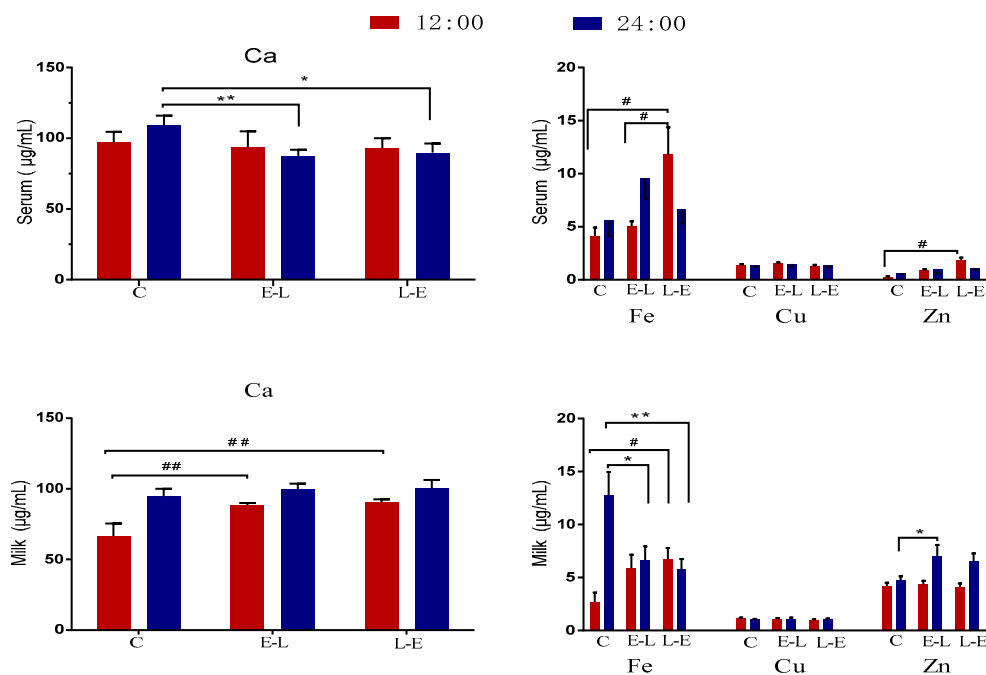 12:00 24:00
Ca
Serum ( μg/mL)
150
100
50
0
**
*
C E-L L-E
Serum (μg/mL)
20
15
10
5
0
#
#
#
C E-L L-E C E-L L-E C E-L L-E
Fe Cu Zn
Ca
Milk (μg/mL)
150
100
50
0
##
##
C E-L L-E
Milk (μg/mL)
20
15
10
5
0
**
#
*
*
C E-L L-E C E-L L-E C E-L L-E
Fe Cu Zn